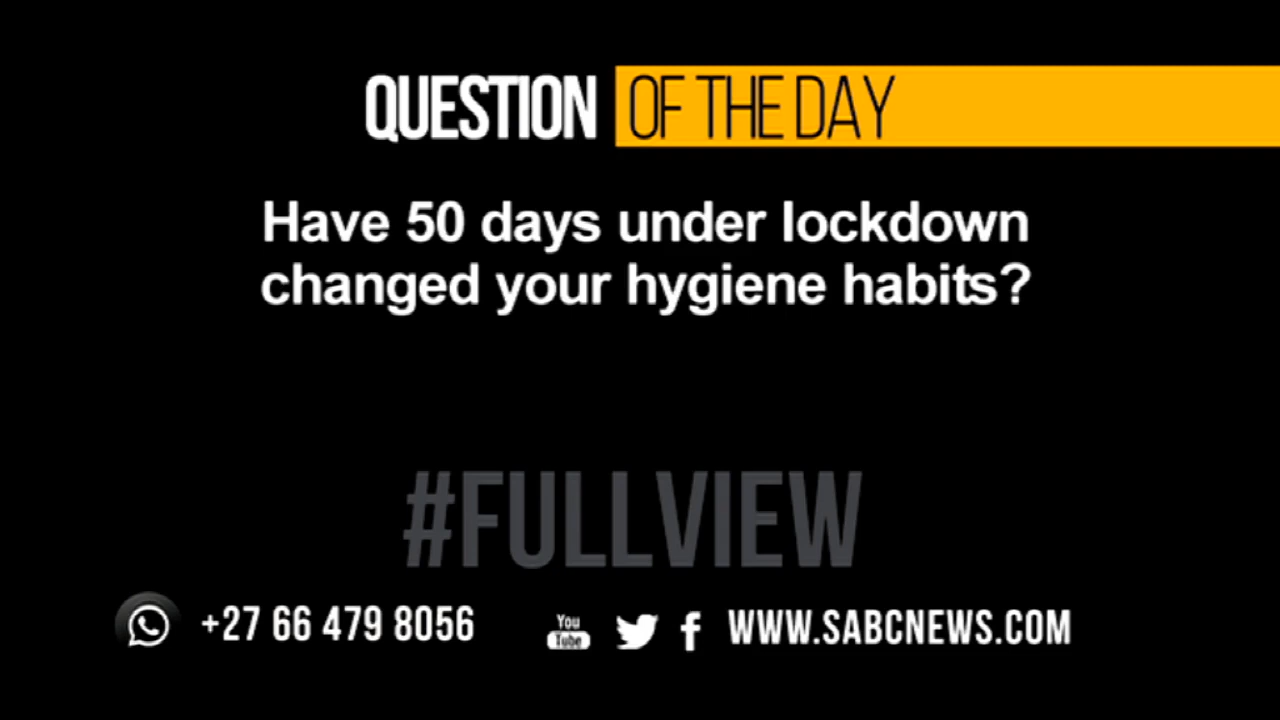 QUESTION OF THE DAY
Have 50 days under lockdown
changed your hygiene habits?
#FULLVIEW
+27 66 479 8056 You Tube f WWW.SABCNEWS.COM